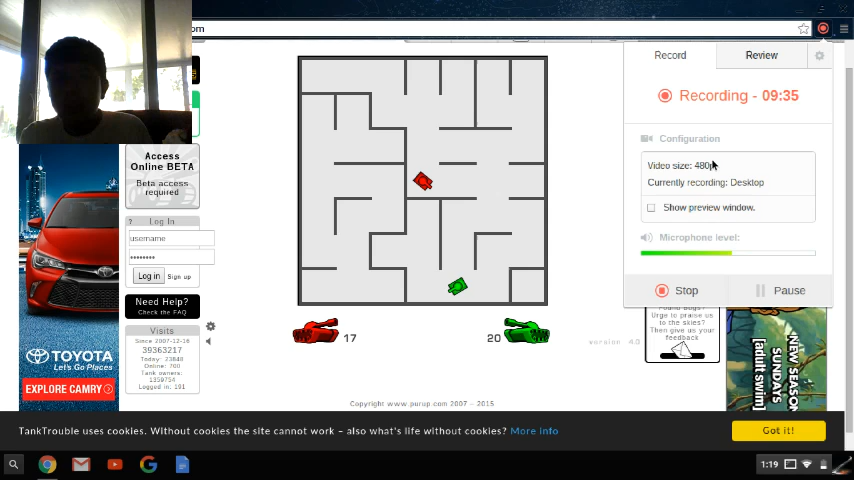 om
Record
Review
Recording - 09:35
Configuration
Video size: 480p
Currently recording: Desktop
Show preview window.
Microphone level:
Stop
Pause
Access
Online BETA
Beta access
required
? Log In
username
••••••••
Log in Sign up
Need Help?
Check the FAQ
Visits
Since 2007-12-16
39363217
Today: 23848
Online: 700
Tank owners:
1359754
Logged in: 191
TOYOTA
Let's Go Places
EXPLORE CAMRY
17
20
version 4.0
Urge to praise us
to the skies?
Then give us your
feedback
NEW SEASON
SUNDAYS
[adult swim]
Copyright www.purup.com 2007 – 2015
TankTrouble uses cookies. Without cookies the site cannot work – also what's life without cookies? More info
Got it!
1:19